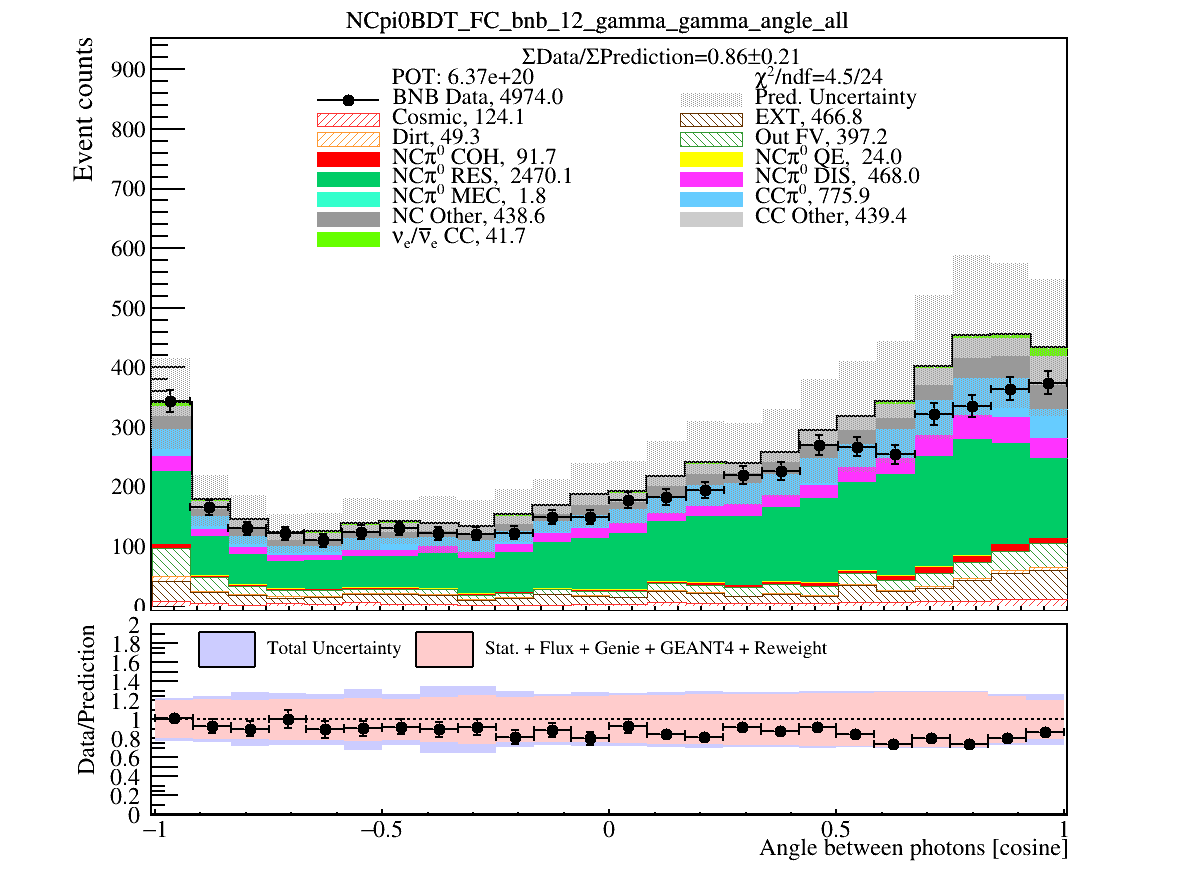 NCpi0BDT_FC_bnb_12_gamma_gamma_angle_all
ΣData/ΣPrediction=0.86±0.21
POT: 6.37e+20
χ²/ndf=4.5/24
BNB Data, 4974.0
Pred. Uncertainty
Cosmic, 124.1
EXT, 466.8
Dirt, 49.3
Out FV, 397.2
NCπ⁰ COH, 91.7
NCπ⁰ QE, 24.0
NCπ⁰ RES, 2470.1
NCπ⁰ DIS, 468.0
NCπ⁰ MEC, 1.8
CCπ⁰, 775.9
NC Other, 438.6
CC Other, 439.4
νₑ/ν̅ₑ CC, 41.7
Event counts
900
800
700
600
500
400
300
200
100
0
Total Uncertainty
Stat. + Flux + Genie + GEANT4 + Reweight
Data/Prediction
2
1.8
1.6
1.4
1.2
1
0.8
0.6
0.4
0.2
0
−1 −0.5 0 0.5 1
Angle between photons [cosine]